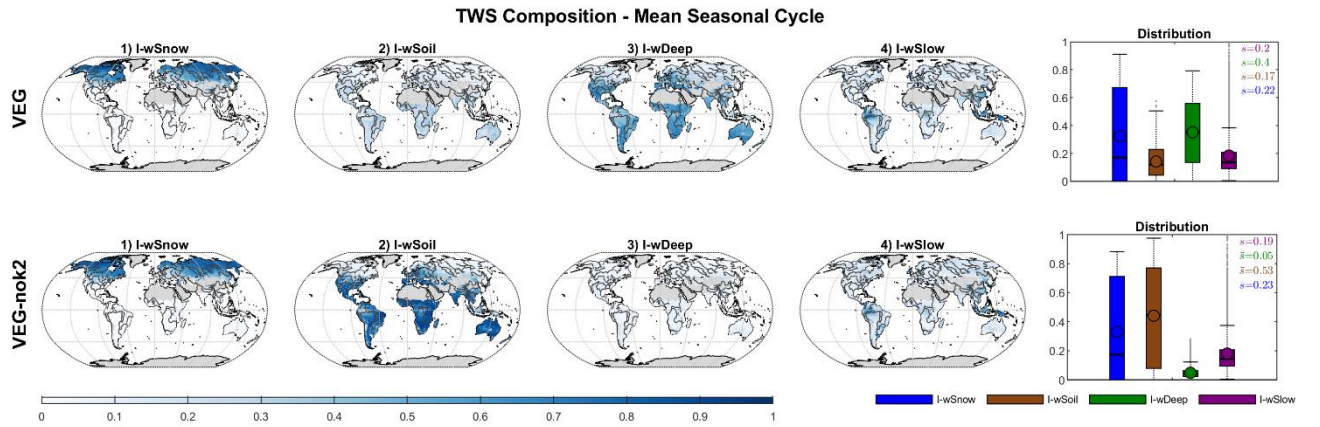 TWS Composition - Mean Seasonal Cycle
VEG
1) I-wSnow
2) I-wSoil
3) I-wDeep
4) I-wSlow
Distribution
1
0.8
0.6
0.4
0.2
0
s=0.2
s=0.4
s=0.17
s=0.22
VEG-nok2
1) I-wSnow
2) I-wSoil
3) I-wDeep
4) I-wSlow
Distribution
1
0.8
0.6
0.4
0.2
0
s=0.19
s̄=0.05
s̄=0.53
s=0.23
0 0.1 0.2 0.3 0.4 0.5 0.6 0.7 0.8 0.9 1
I-wSnow I-wSoil I-wDeep I-wSlow